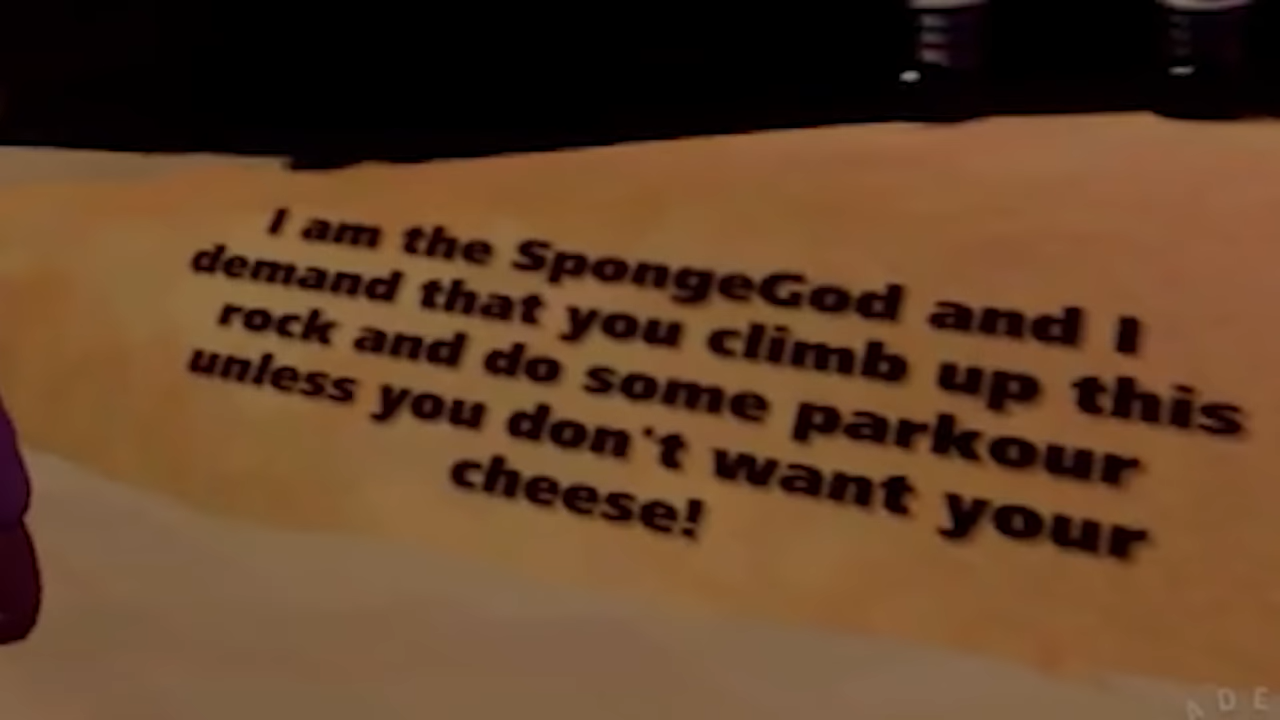 I am the SpongeGod and I
demand that you climb up this
rock and do some parkour
unless you don't want your
cheese!
ADE